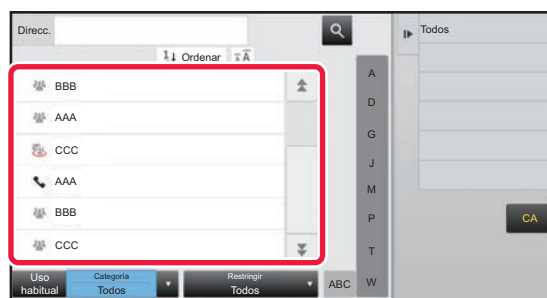 Direcc.
Todos
Ordenar
BBB
AAA
CCC
AAA
BBB
CCC
A
D
G
J
M
P
T
W
CA
Uso habitual
Categoría
Todos
Restringir
Todos
ABC